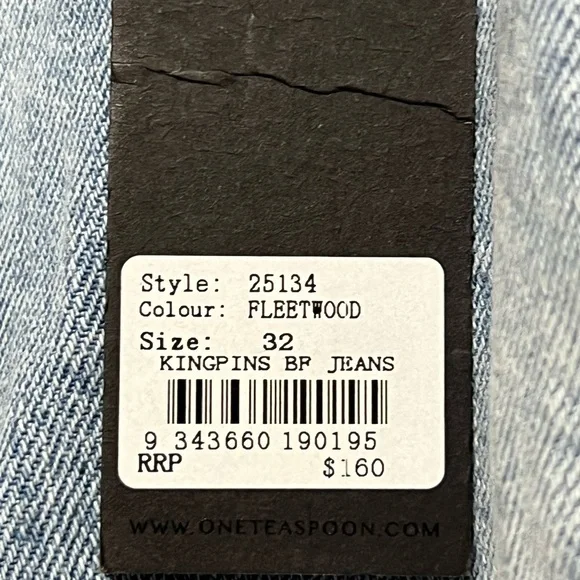 Style: 25134
Colour: FLEETWOOD
Size: 32
KINGPINS BF JEANS
9 343660 190195
RRP $160
WWW.ONETEASPOON.COM